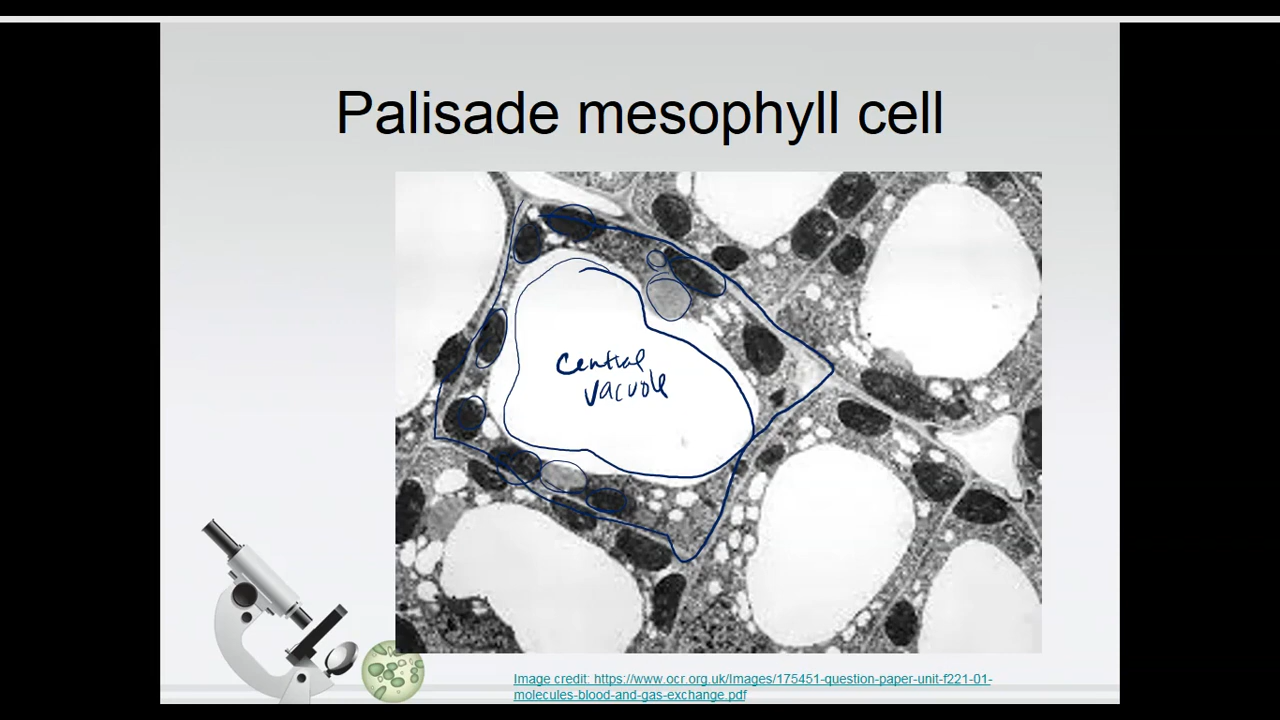 Palisade mesophyll cell
Central
vacuole
Image credit: https://www.ocr.org.uk/Images/175451-question-paper-unit-f221-01-
molecules-blood-and-gas-exchange.pdf